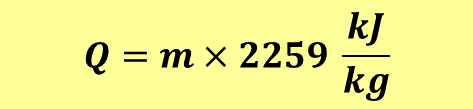 Q = m × 2259 kJ/kg